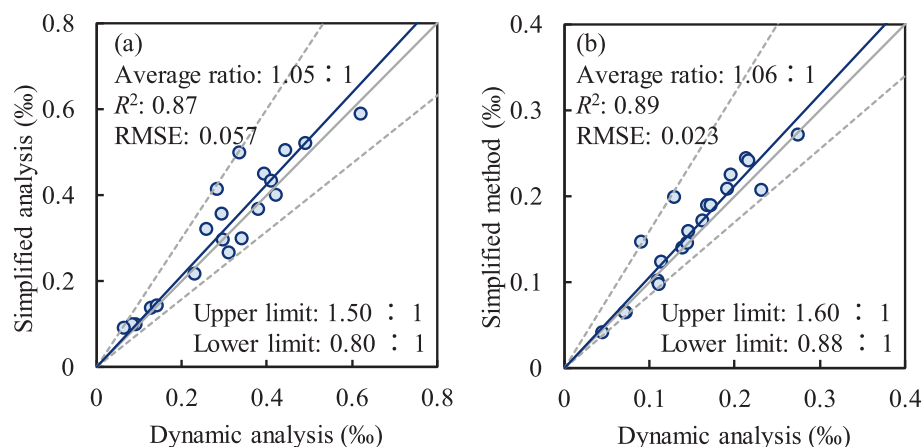 (a)
Average ratio: 1.05 : 1
R²: 0.87
RMSE: 0.057
Upper limit: 1.50 : 1
Lower limit: 0.80 : 1
Simplified analysis (‰)
0.8
0.6
0.4
0.2
0
0
0.2
0.4
0.6
0.8
Dynamic analysis (‰)
(b)
Average ratio: 1.06 : 1
R²: 0.89
RMSE: 0.023
Upper limit: 1.60 : 1
Lower limit: 0.88 : 1
Simplified method (‰)
0.4
0.3
0.2
0.1
0
0
0.1
0.2
0.3
0.4
Dynamic analysis (‰)